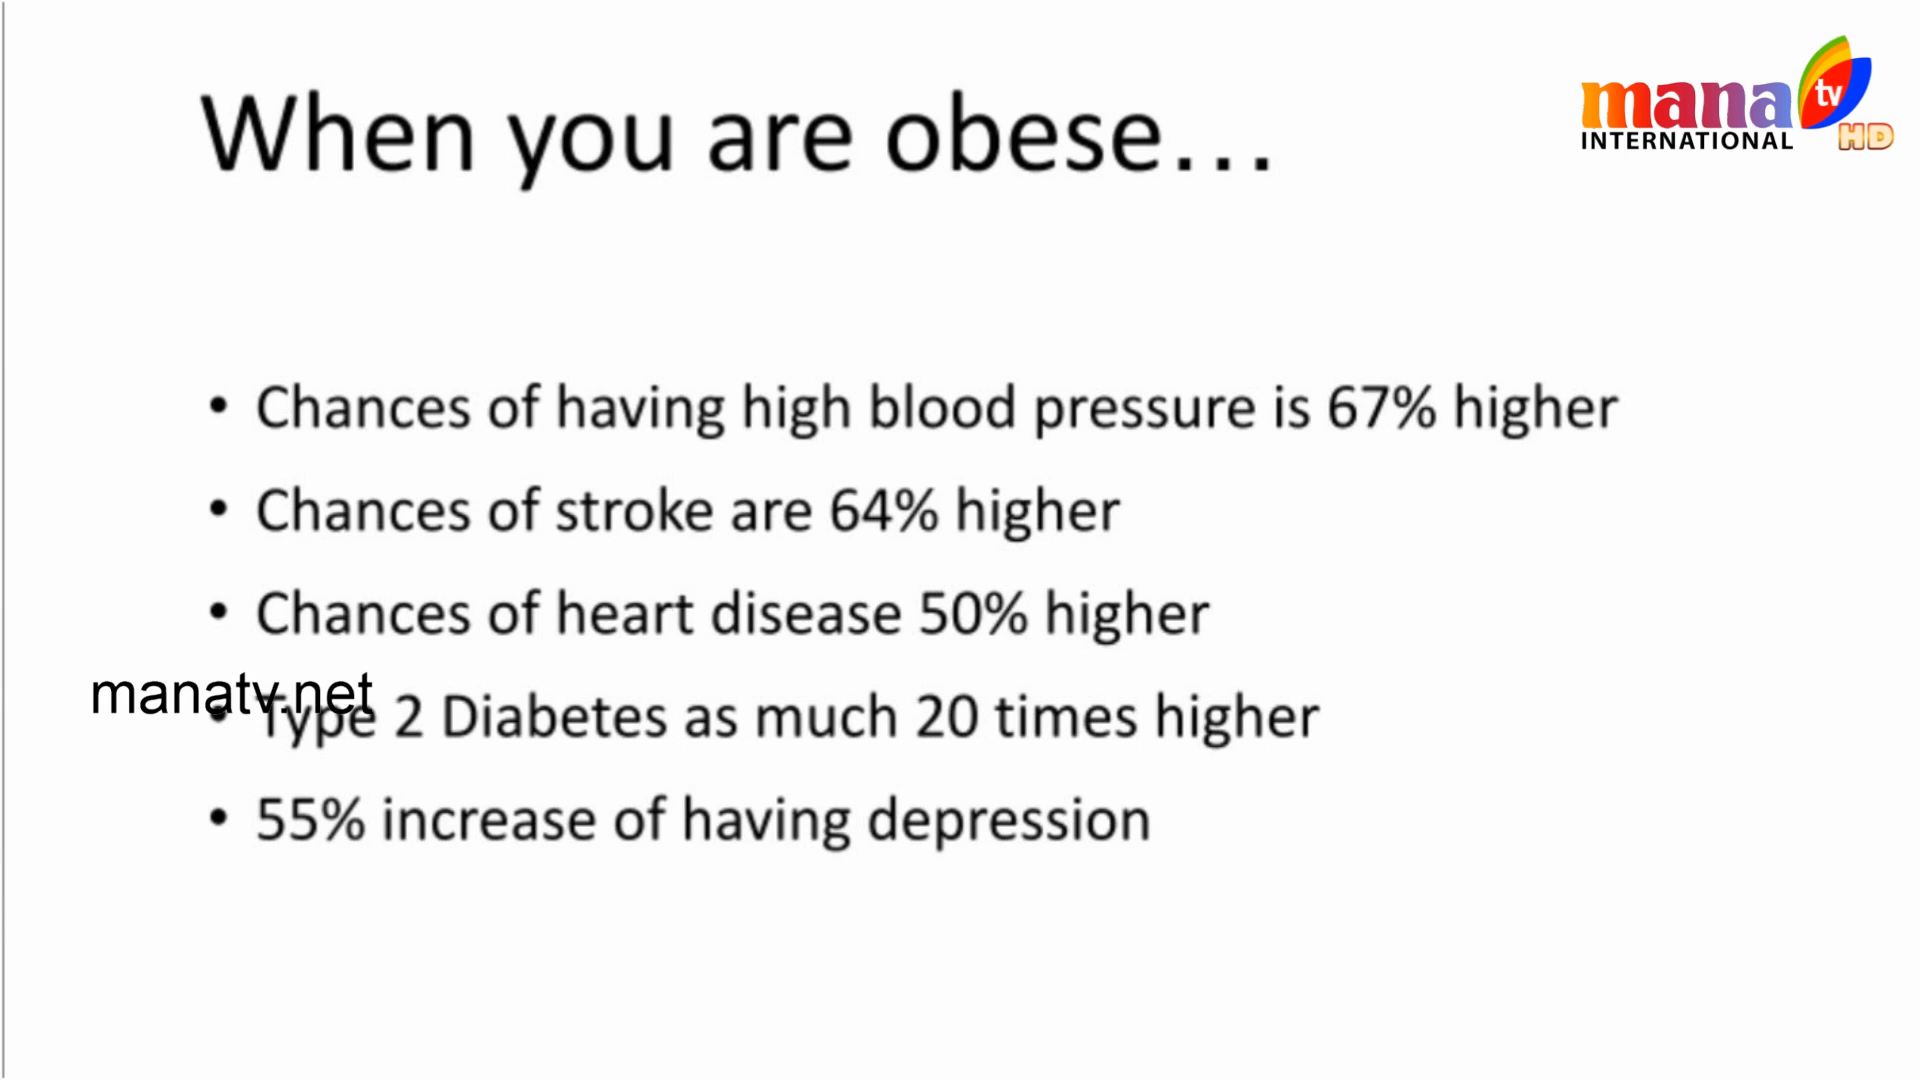 When you are obese...
mana tv
INTERNATIONAL HD
• Chances of having high blood pressure is 67% higher
• Chances of stroke are 64% higher
• Chances of heart disease 50% higher
manatv.net
• Type 2 Diabetes as much 20 times higher
• 55% increase of having depression